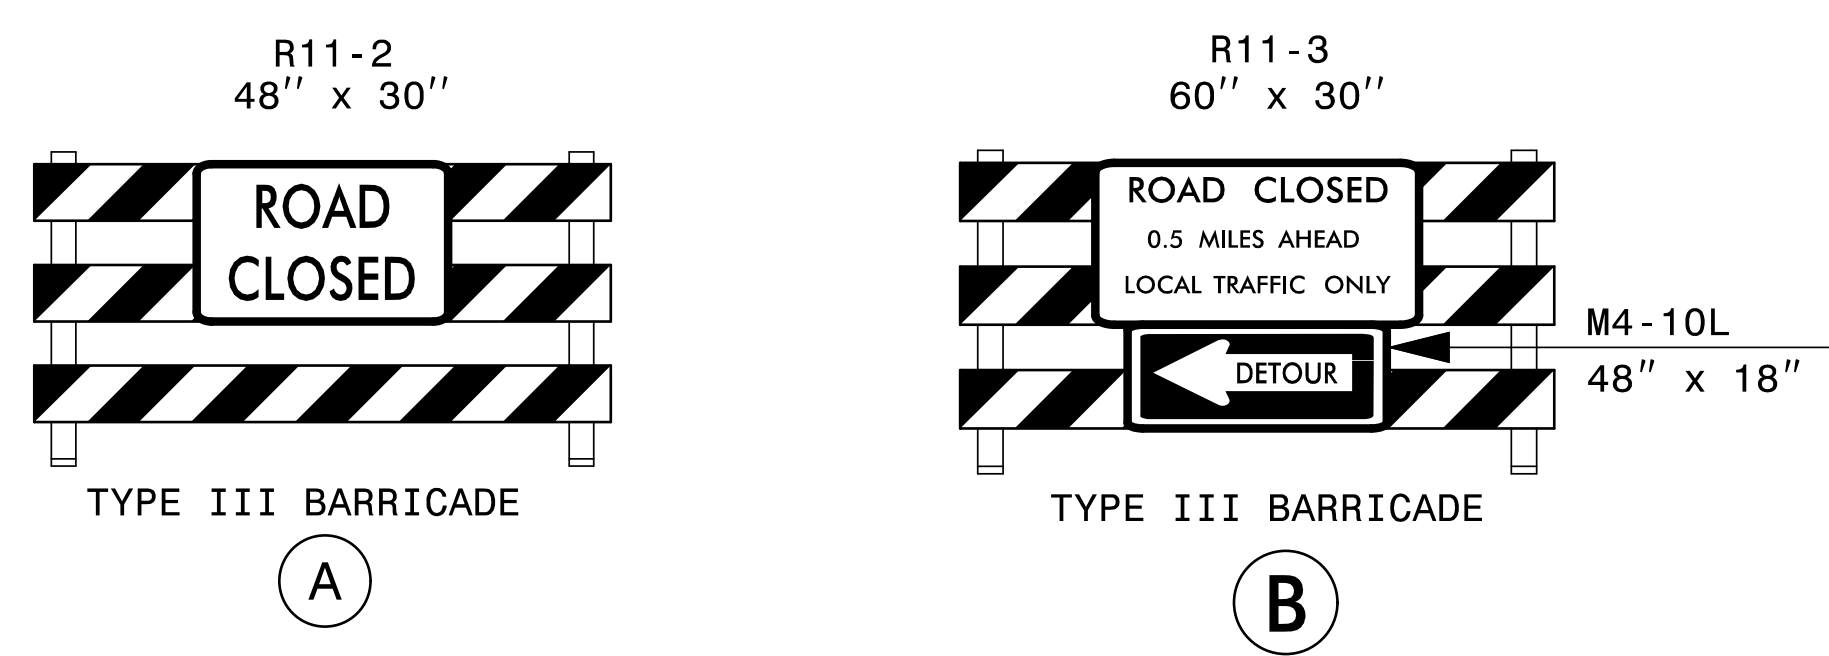 R11-2
48" x 30"
ROAD
CLOSED
TYPE III BARRICADE
A
R11-3
60" x 30"
ROAD CLOSED
0.5 MILES AHEAD
LOCAL TRAFFIC ONLY
DETOUR
M4-10L
48" x 18"
TYPE III BARRICADE
B